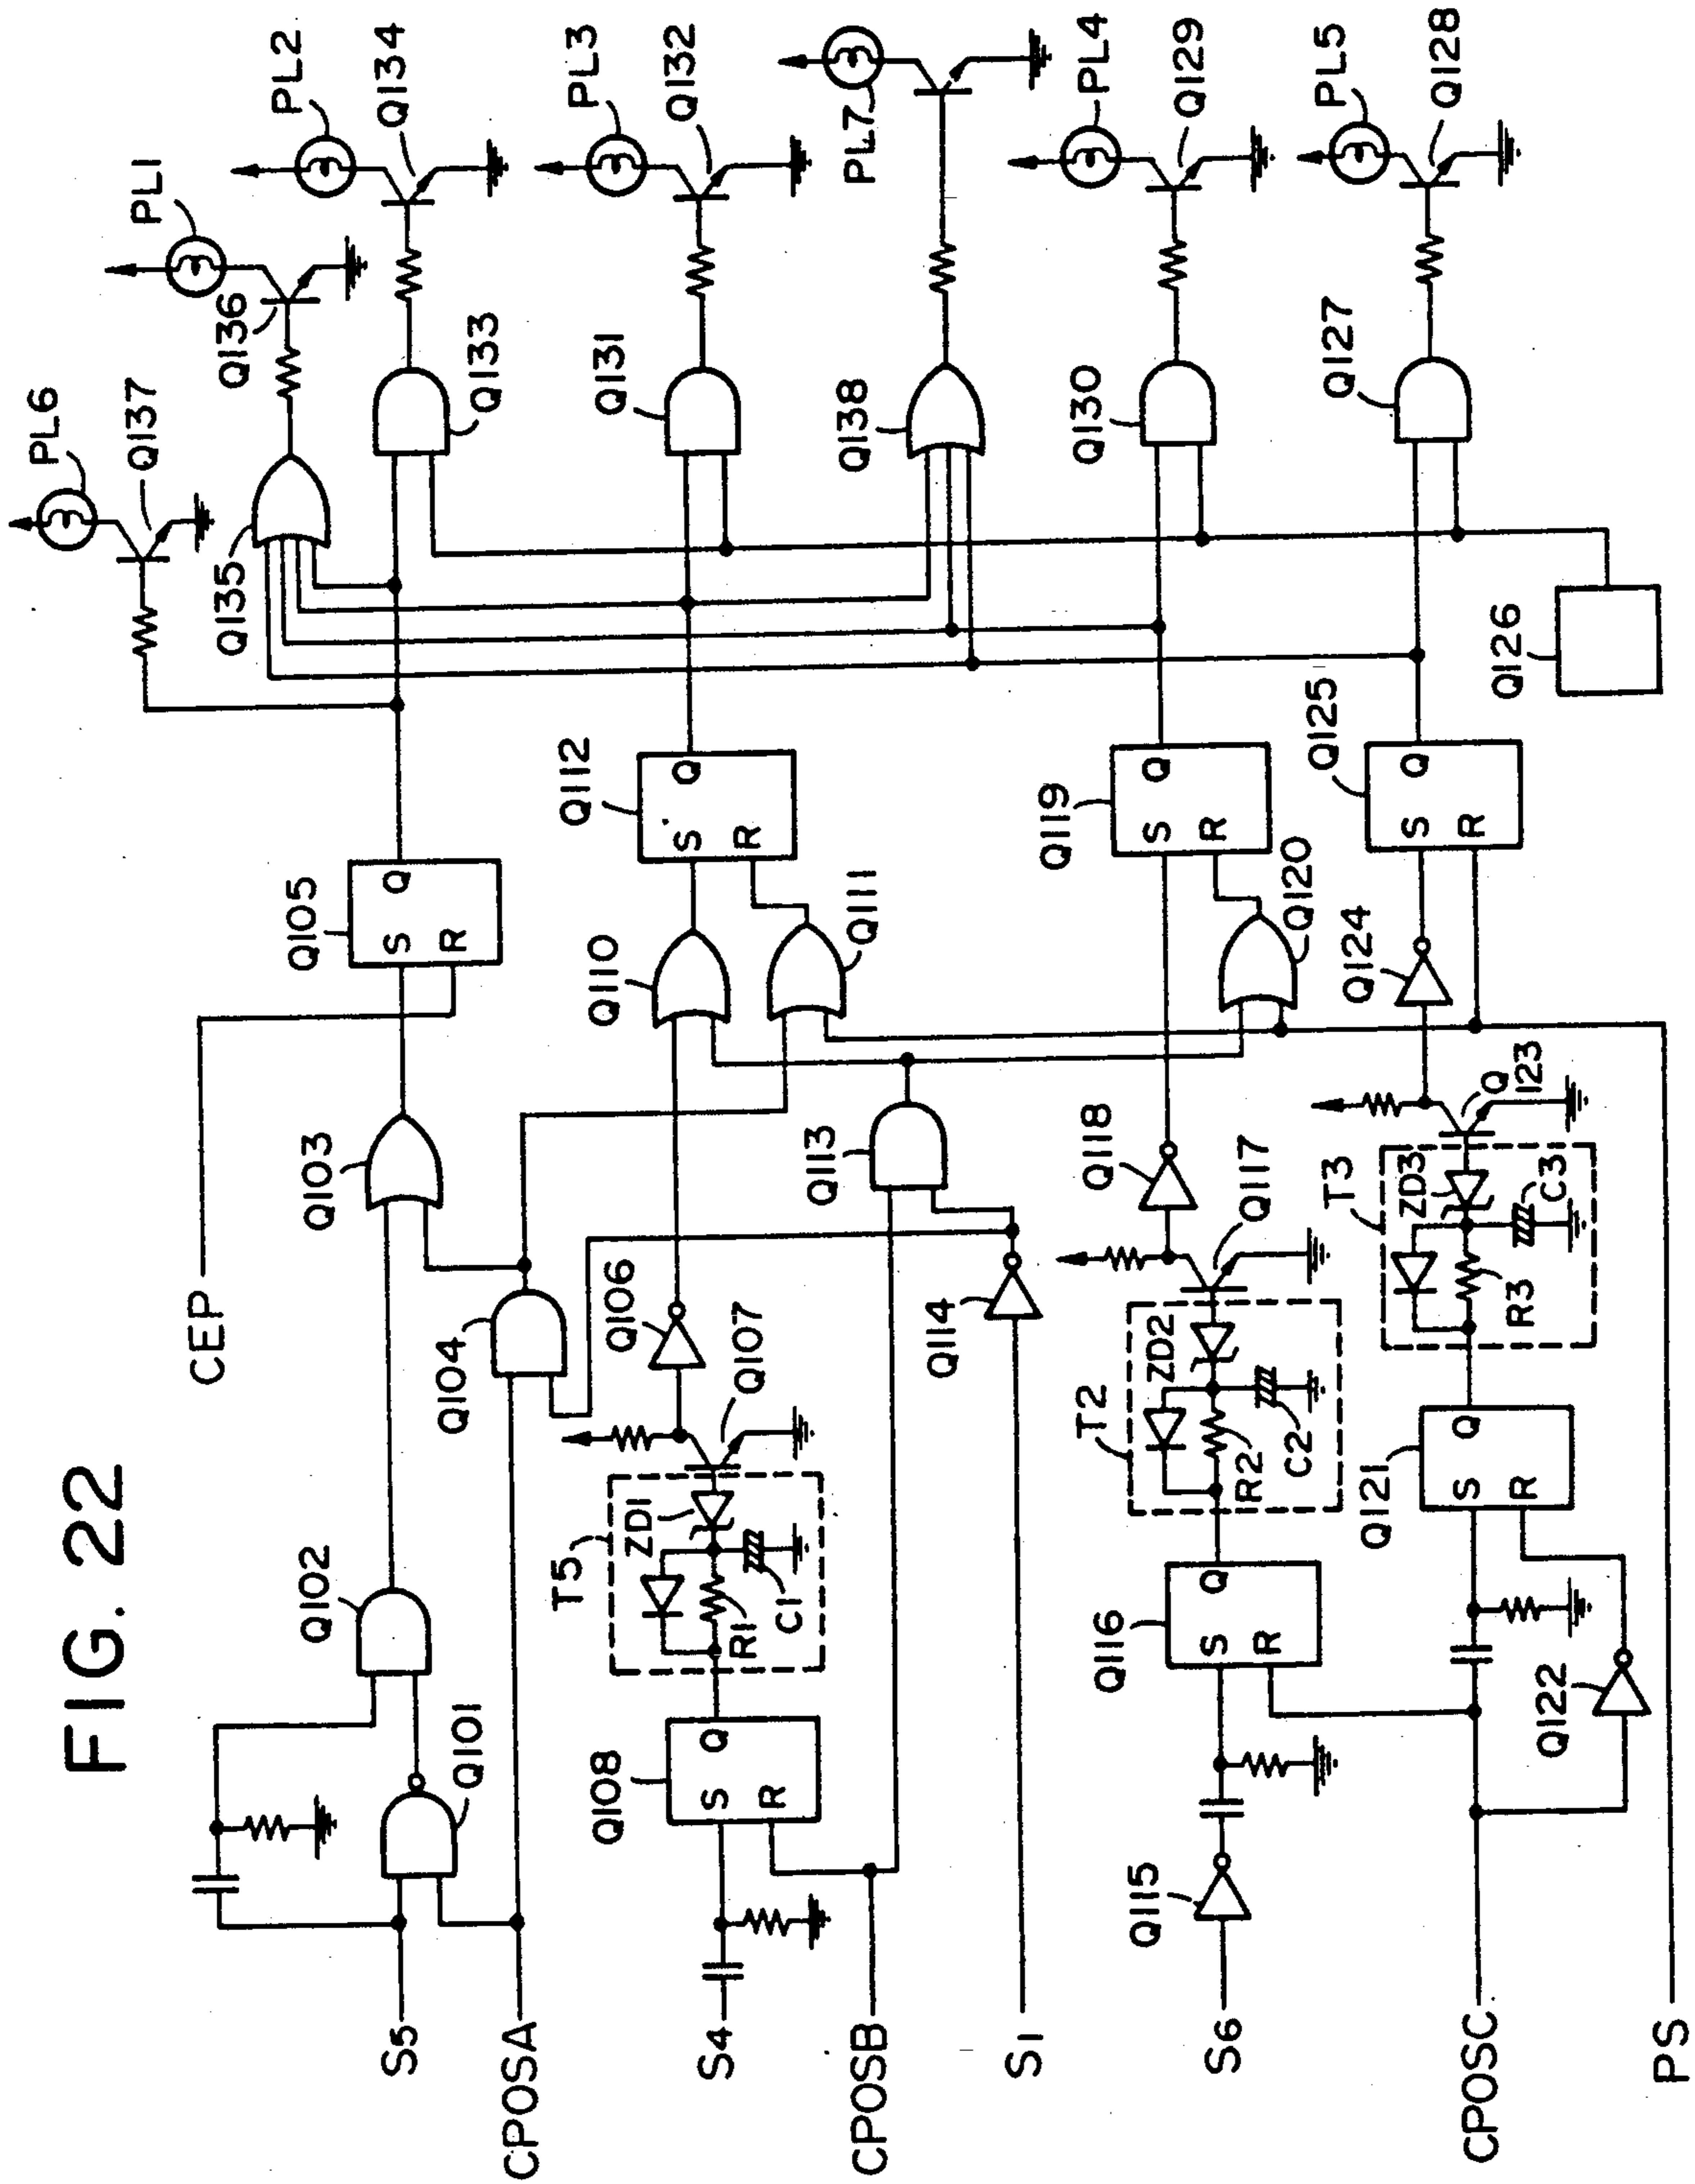 FIG. 22
PL6
Q137
PL1
Q136
PL2
Q134
Q135
Q133
PL3
Q132
Q131
PL7
Q138
PL4
Q129
Q130
PL5
Q128
Q127
Q126
CEP
Q105
S
R
Q
Q103
Q102
Q101
Q104
S5
CPOSA
Q112
S
R
Q
Q110
Q111
Q106
Q107
T5
ZD1
R1
C1
Q108
S
R
Q
S4
CPOSB
Q113
Q114
S1
Q119
S
R
Q
Q120
Q118
Q117
T2
ZD2
R2
C2
Q116
S
R
Q
Q115
S6
Q125
S
R
Q
Q124
Q123
T3
ZD3
R3
C3
Q121
S
R
Q
Q122
CPOSC
PS